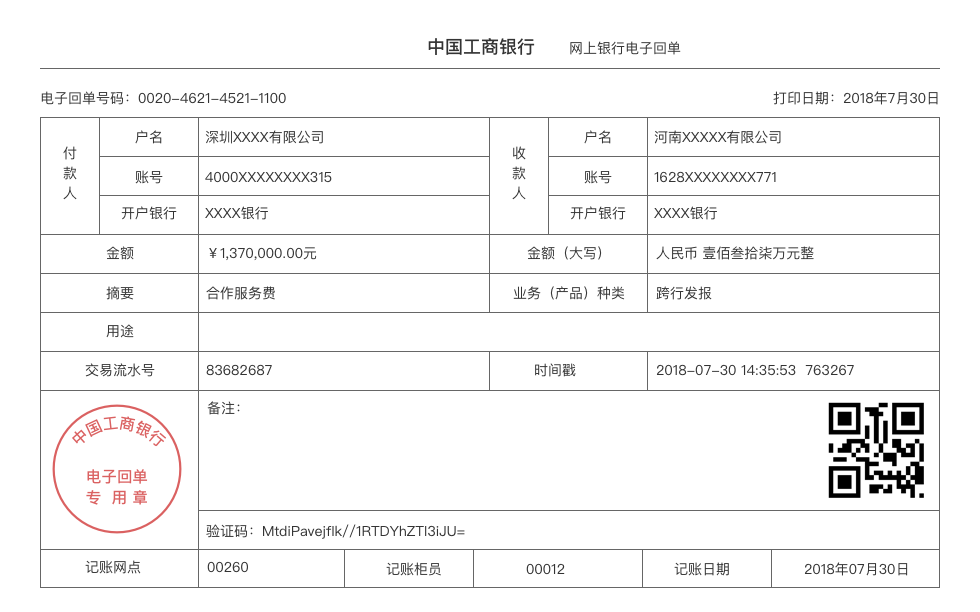 中国工商银行 网上银行电子回单
电子回单号码：0020-4621-4521-1100 打印日期：2018年7月30日
付款人 户名 深圳XXXX有限公司 收款人 户名 河南XXXXX有限公司
账号 4000XXXXXXXX315 账号 1628XXXXXXXX771
开户银行 XXXX银行 开户银行 XXXX银行
金额 ￥1,370,000.00元 金额（大写） 人民币 壹佰叁拾柒万元整
摘要 合作服务费 业务（产品）种类 跨行发报
用途
交易流水号 83682687 时间戳 2018-07-30 14:35:53 763267
备注：
中国工商银行
电子回单
专 用 章
验证码：MtdiPavejflk//1RTDYhZTI3iJU=
记账网点 00260 记账柜员 00012 记账日期 2018年07月30日